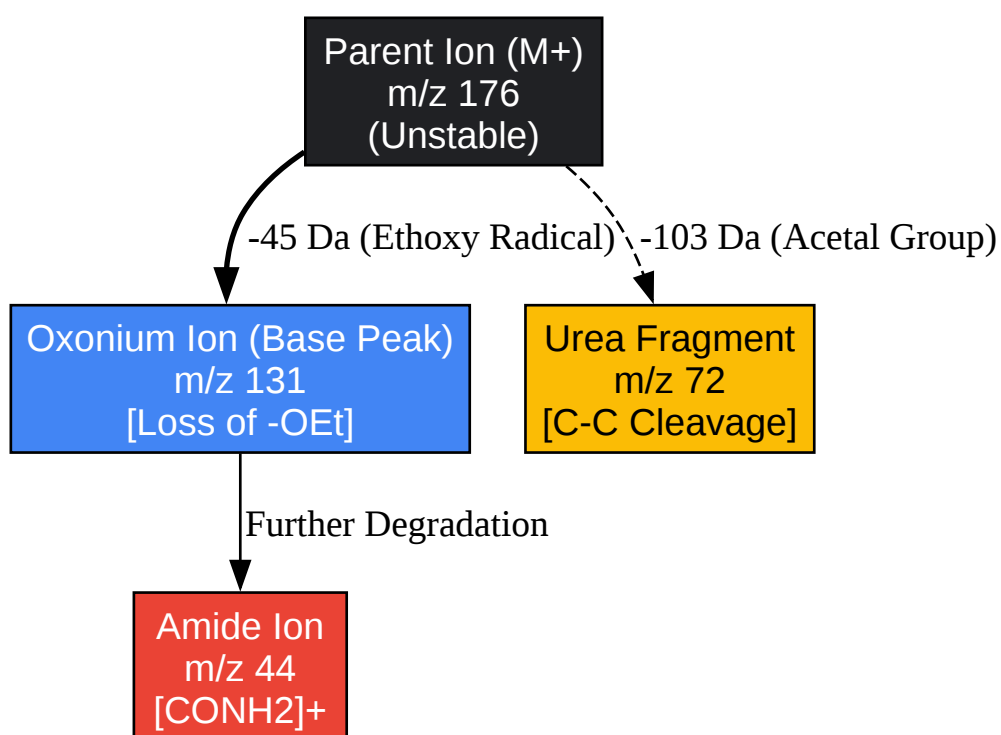 Parent Ion (M+)
m/z 176
(Unstable)
-45 Da (Ethoxy Radical)
-103 Da (Acetal Group)
Oxonium Ion (Base Peak)
m/z 131
[Loss of -OEt]
Urea Fragment
m/z 72
[C-C Cleavage]
Further Degradation
Amide Ion
m/z 44
[CONH2]+